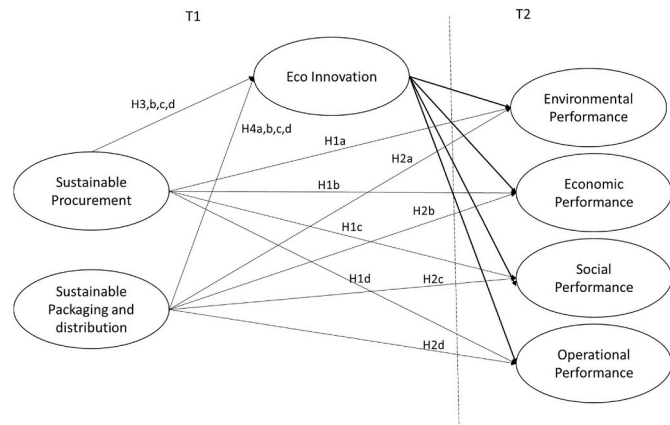 T1
T2
Eco Innovation
H3,b,c,d
H4a,b,c,d
Environmental
Performance
H1a
H2a
Sustainable
Procurement
H1b
Economic
Performance
H2b
H1c
Social
Performance
H1d
H2c
Sustainable
Packaging and
distribution
H2d
Operational
Performance